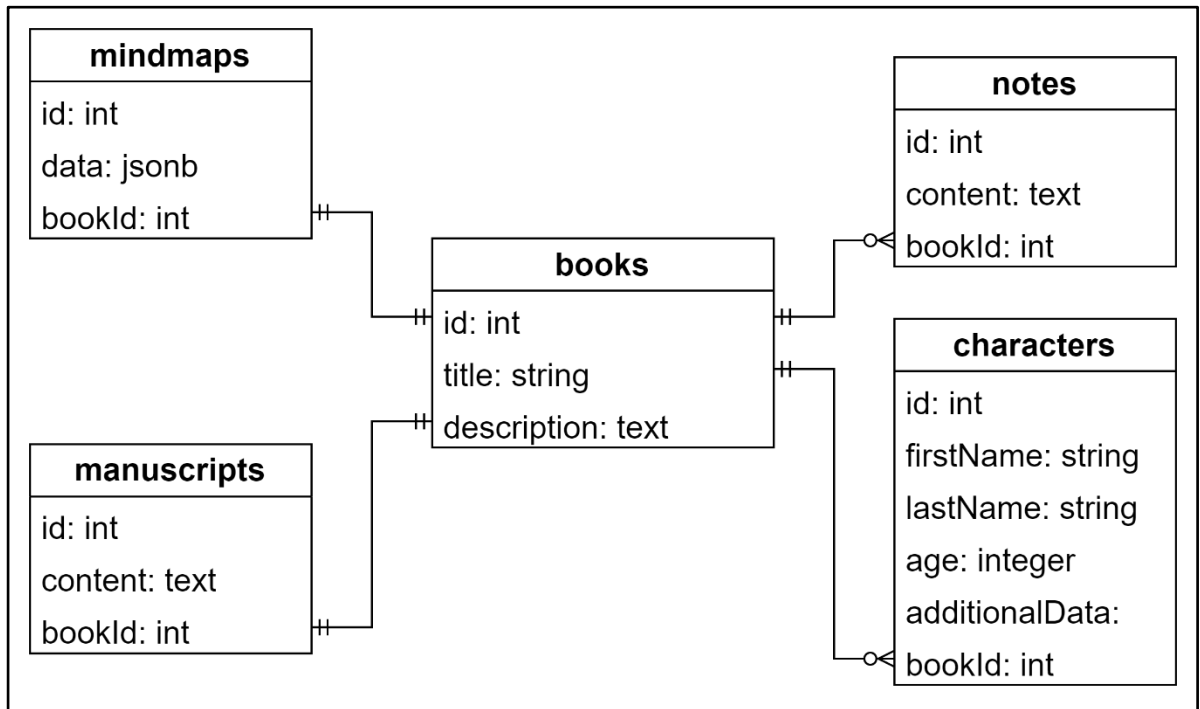 mindmaps
id: int
data: jsonb
bookId: int
manuscripts
id: int
content: text
bookId: int
books
id: int
title: string
description: text
notes
id: int
content: text
bookId: int
characters
id: int
firstName: string
lastName: string
age: integer
additionalData:
bookId: int